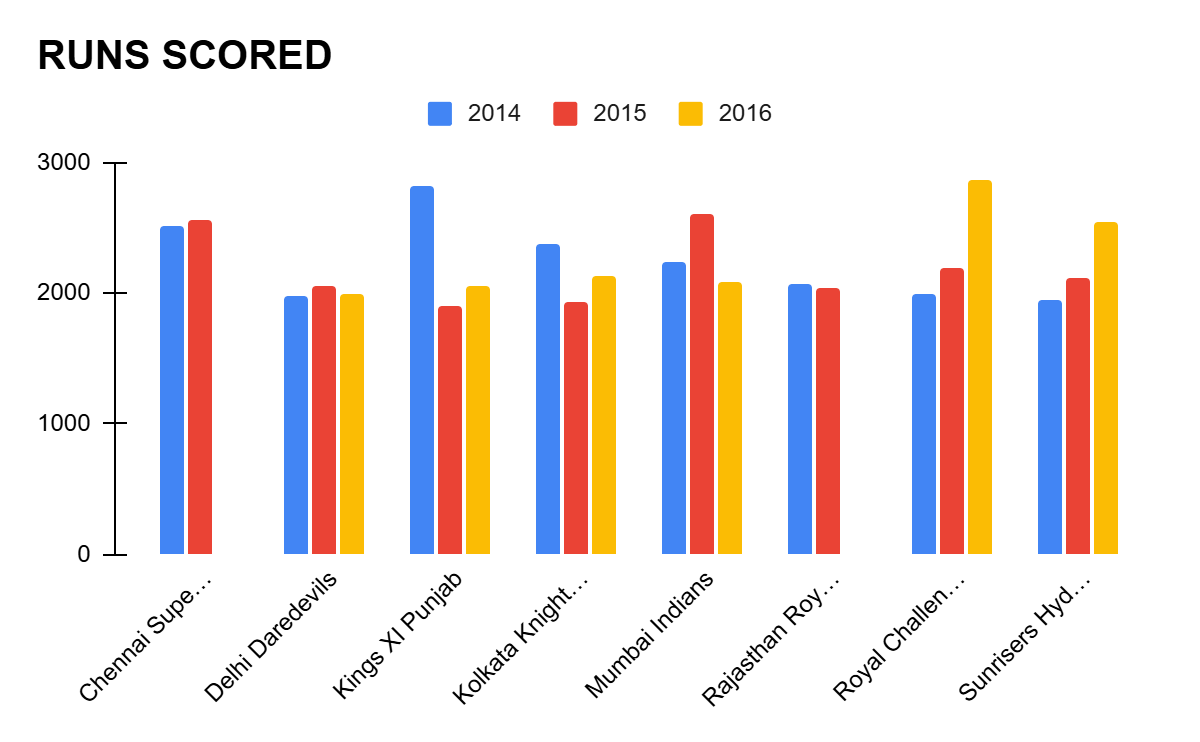 RUNS SCORED
2014 2015 2016
3000
2000
1000
0
Chennai Supe...
Delhi Daredevils
Kings XI Punjab
Kolkata Knight...
Mumbai Indians
Rajasthan Roy...
Royal Challen...
Sunrisers Hyd...